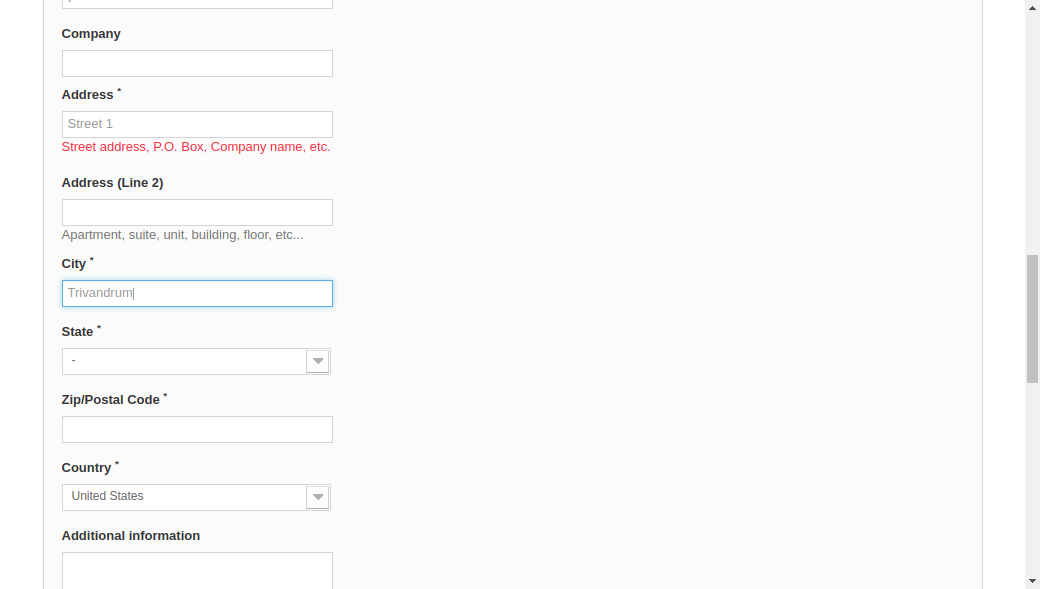 Company
Address *
Street 1
Street address, P.O. Box, Company name, etc.
Address (Line 2)
Apartment, suite, unit, building, floor, etc...
City *
Trivandrum
State *
-
Zip/Postal Code *
Country *
United States
Additional information